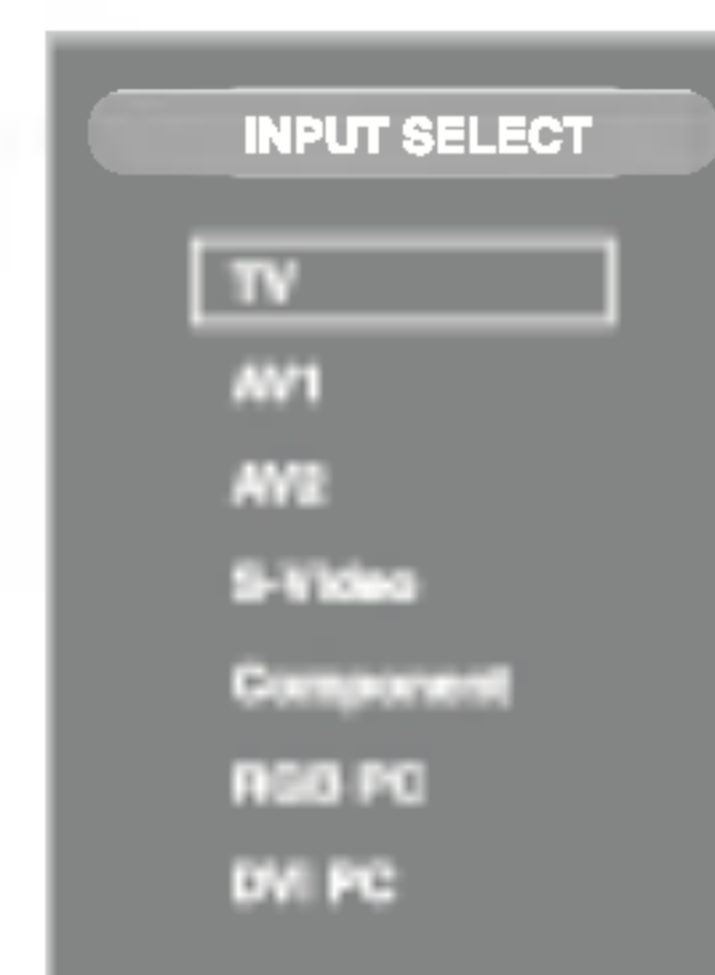 INPUT SELECT
TV
AV1
AV2
S-Video
Component
RGB PC
DVI PC